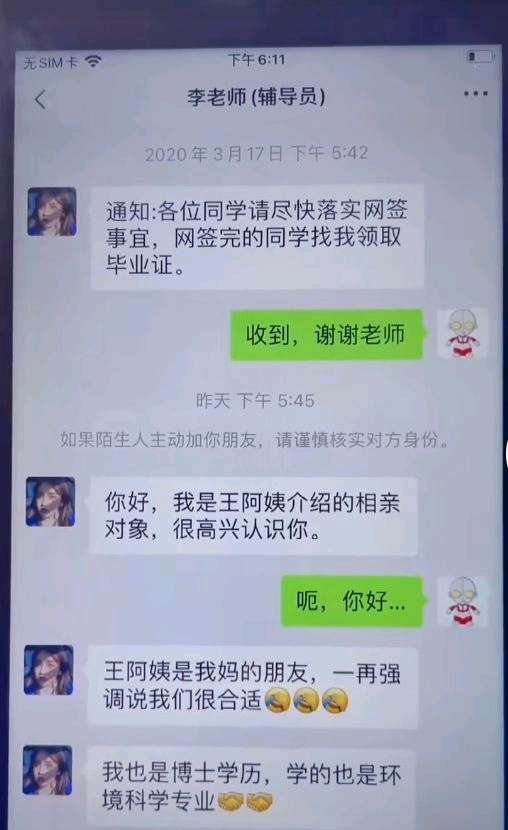 无SIM卡
下午6:11
李老师(辅导员)
2020年3月17日 下午 5:42
通知:各位同学请尽快落实网签
事宜，网签完的同学找我领取
毕业证。
收到，谢谢老师
昨天 下午 5:45
如果陌生人主动加你朋友，请谨慎核实对方身份。
你好，我是王阿姨介绍的相亲
对象，很高兴认识你。
呃，你好...
王阿姨是我妈的朋友，一再强
调说我们很合适😂😂😂
我也是博士学历，学的也是环
境科学专业🤝🤝